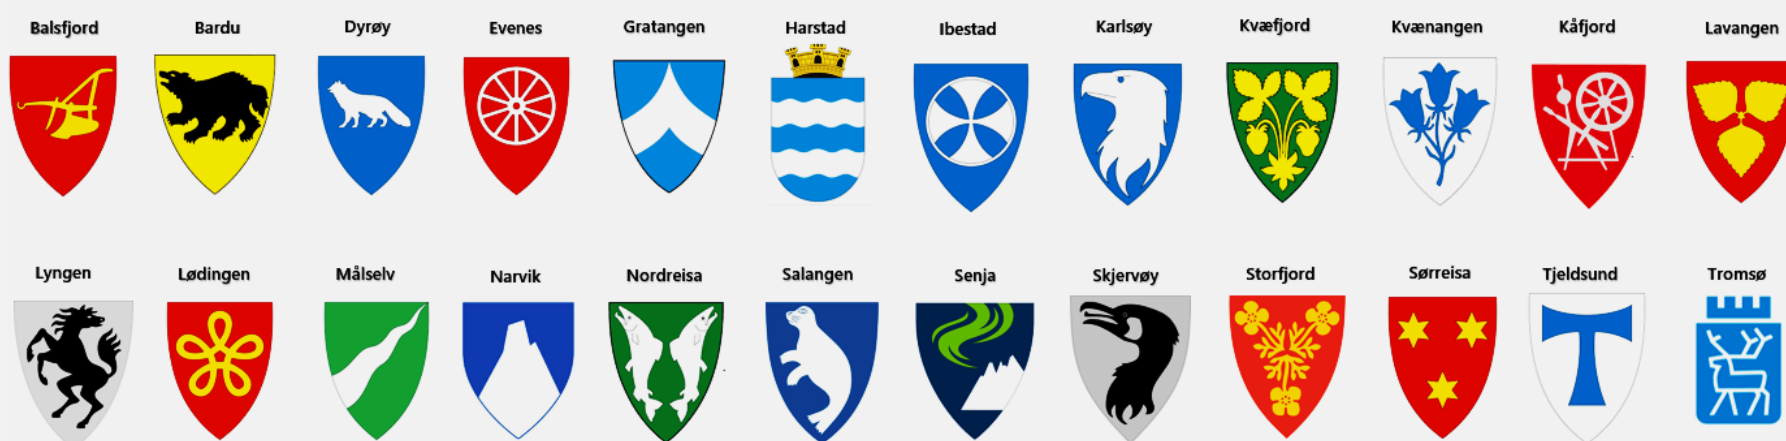 Balsfjord Bardu Dyrøy Evenes Gratangen Harstad Ibestad Karlsøy Kvæfjord Kvænangen Kåfjord Lavangen
Lyngen Lødingen Målselv Narvik Nordreisa Salangen Senja Skjervøy Storfjord Sørreisa Tjeldsund Tromsø